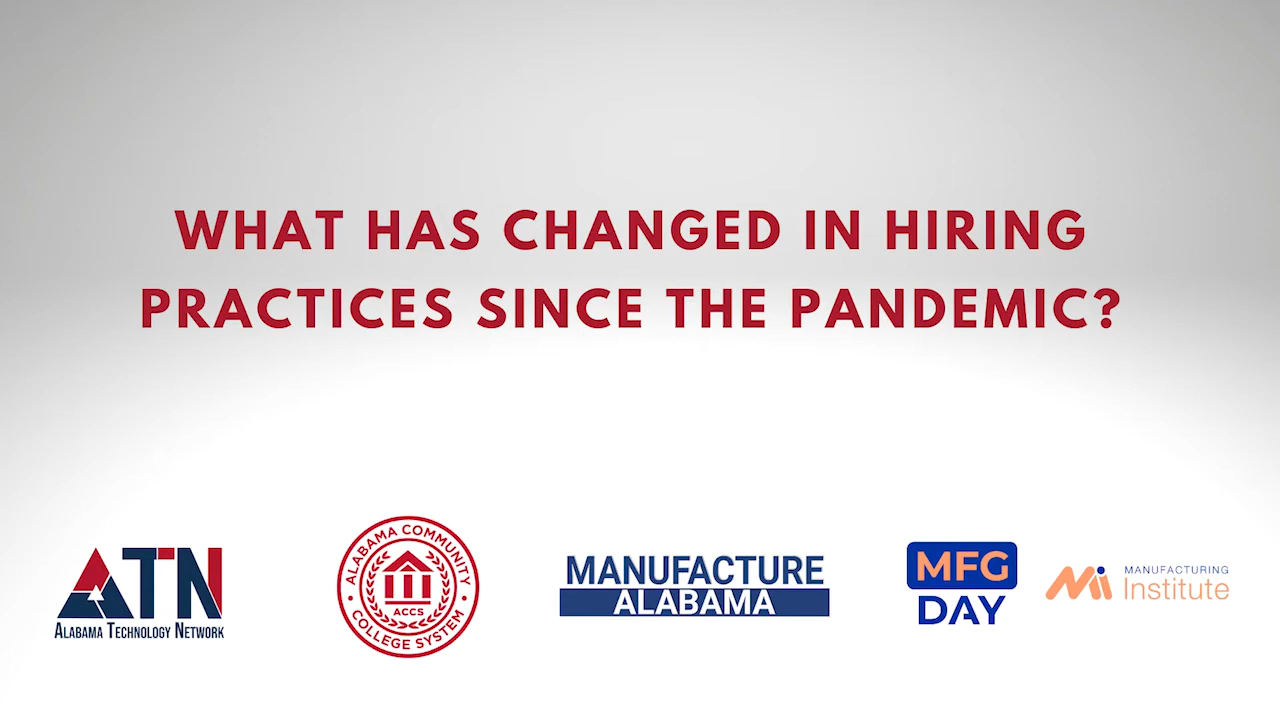 WHAT HAS CHANGED IN HIRING
PRACTICES SINCE THE PANDEMIC?
ATN
ALABAMA TECHNOLOGY NETWORK
ALABAMA COMMUNITY
ACCS
COLLEGE SYSTEM
MANUFACTURE
ALABAMA
MFG
DAY
Mi
MANUFACTURING
Institute